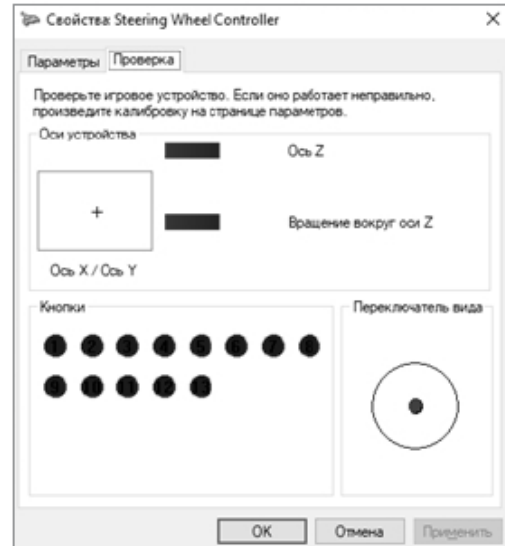 Свойства: Steering Wheel Controller
Параметры Проверка
Проверьте игровое устройство. Если оно работает неправильно,
произведите калибровку на странице параметров.
Оси устройства
Ось Z
Вращение вокруг оси Z
Ось X / Ось Y
Кнопки
Переключатель вида
1 2 3 4 5 6 7 8
9 10 11 12 13
OK Отмена Применить